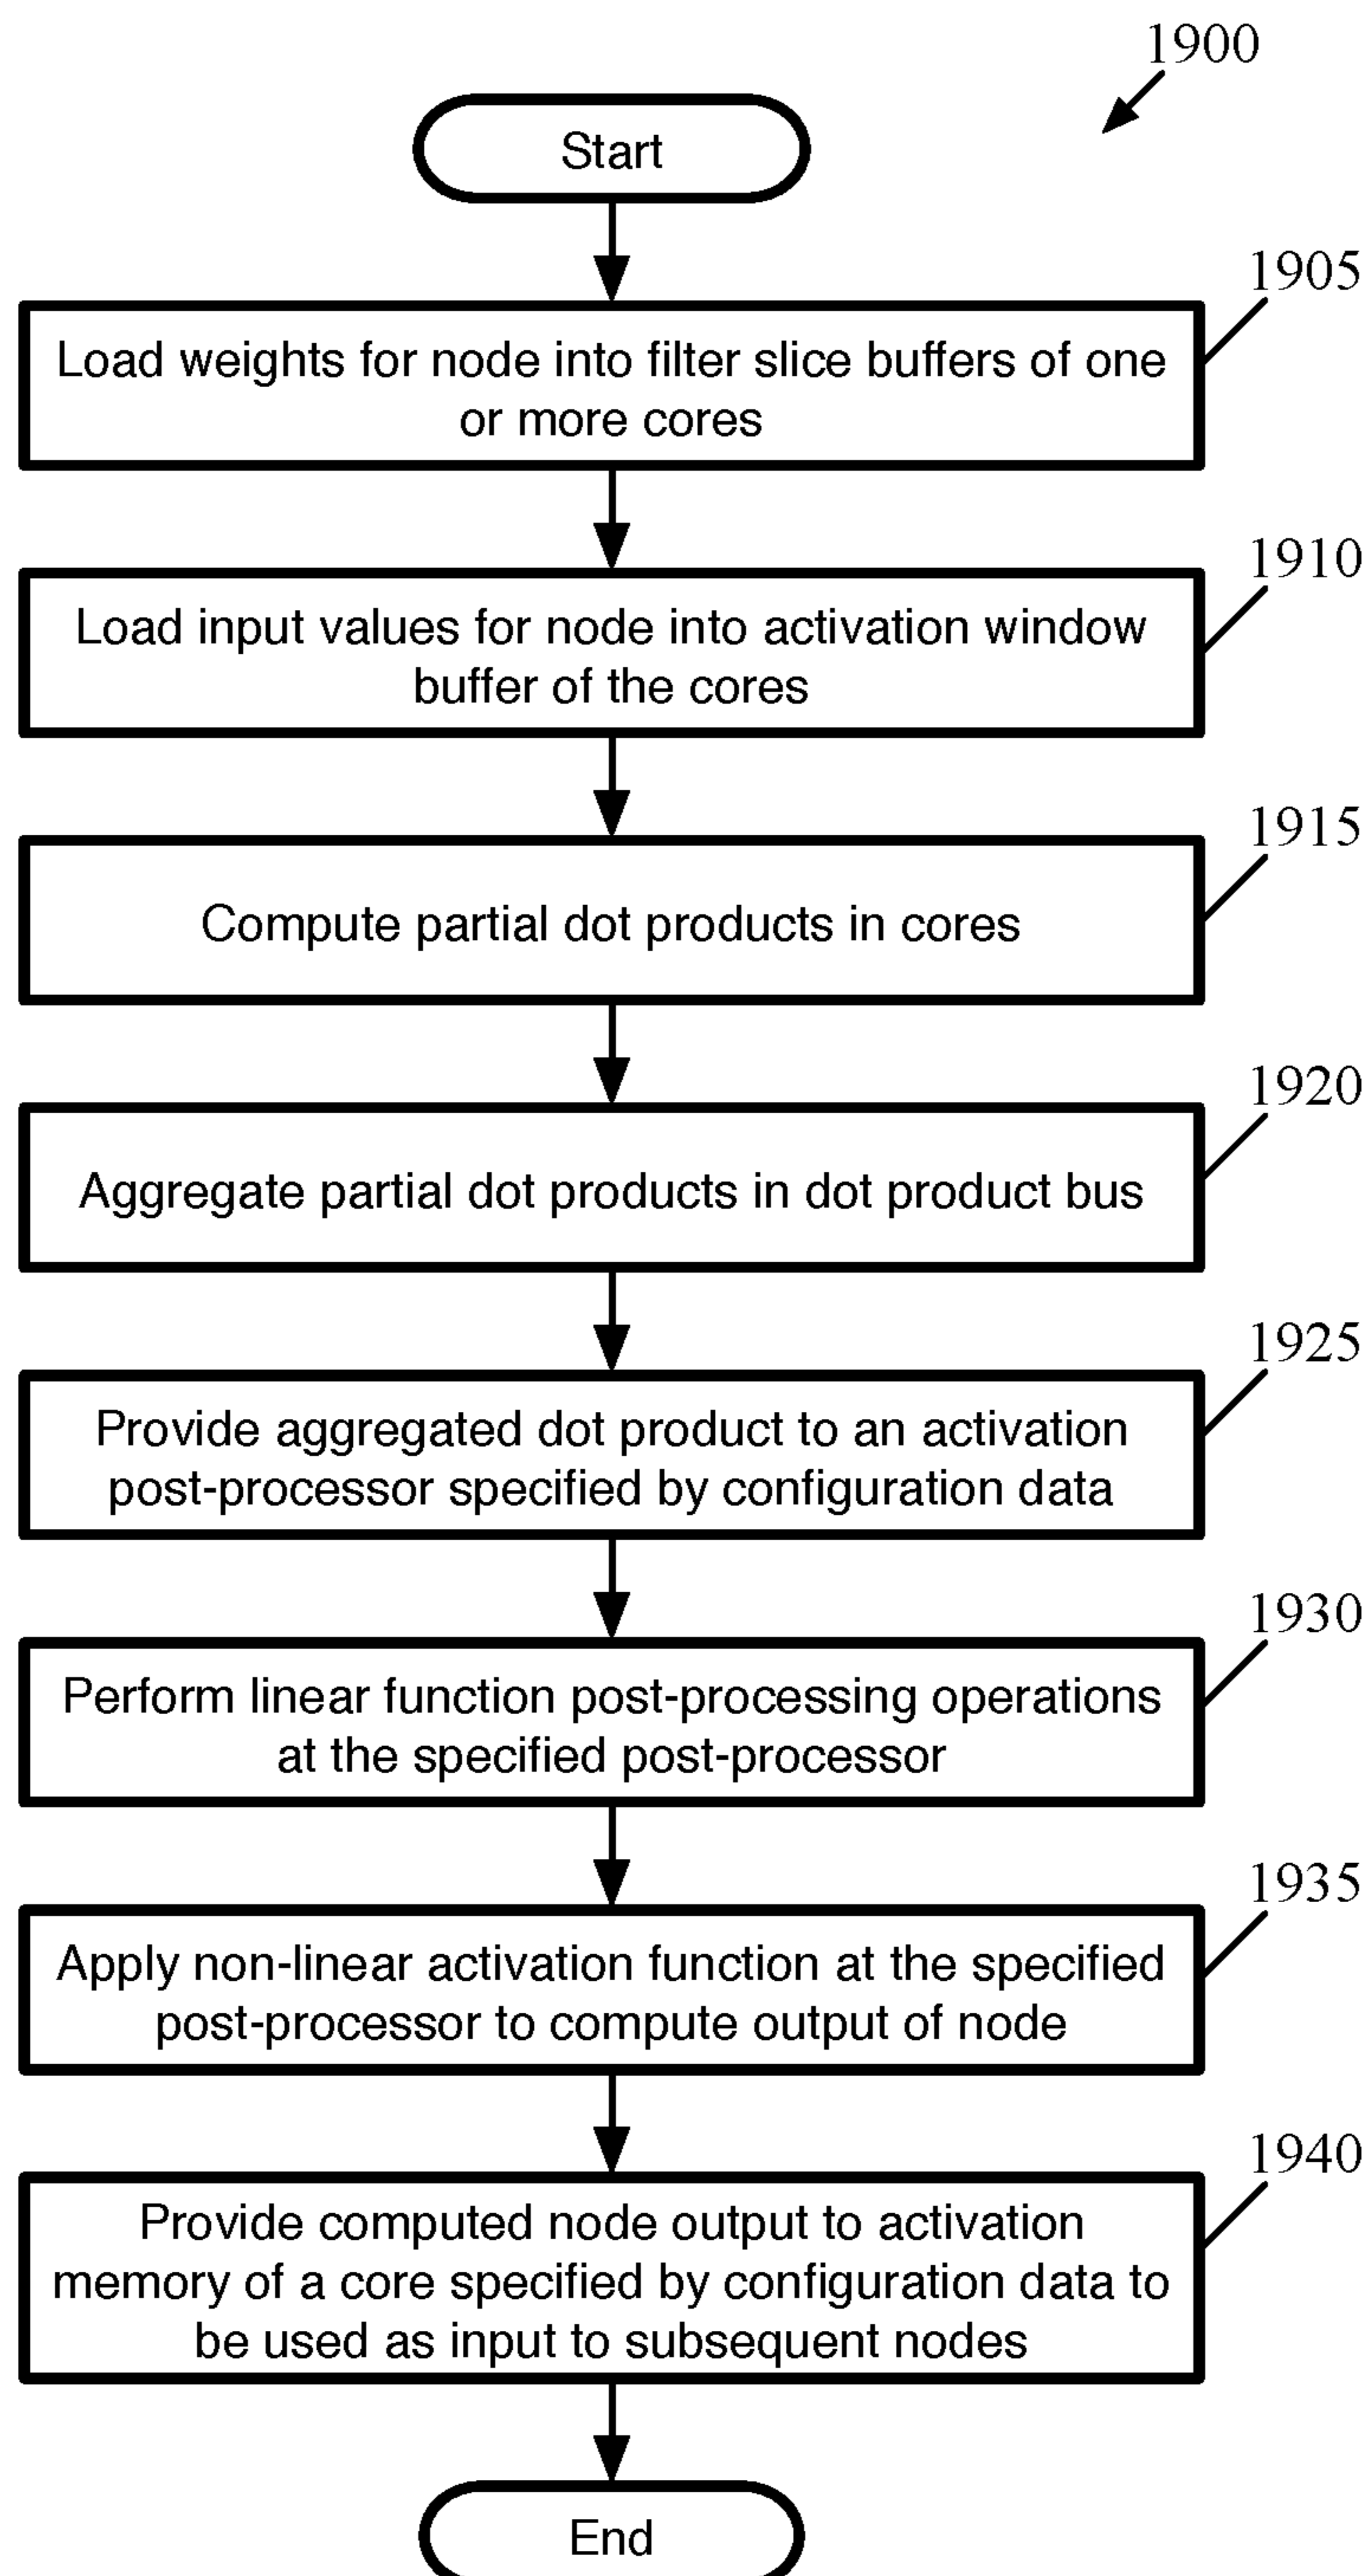 1900
Start
1905
Load weights for node into filter slice buffers of one
or more cores
1910
Load input values for node into activation window
buffer of the cores
1915
Compute partial dot products in cores
1920
Aggregate partial dot products in dot product bus
1925
Provide aggregated dot product to an activation
post-processor specified by configuration data
1930
Perform linear function post-processing operations
at the specified post-processor
1935
Apply non-linear activation function at the specified
post-processor to compute output of node
1940
Provide computed node output to activation
memory of a core specified by configuration data to
be used as input to subsequent nodes
End